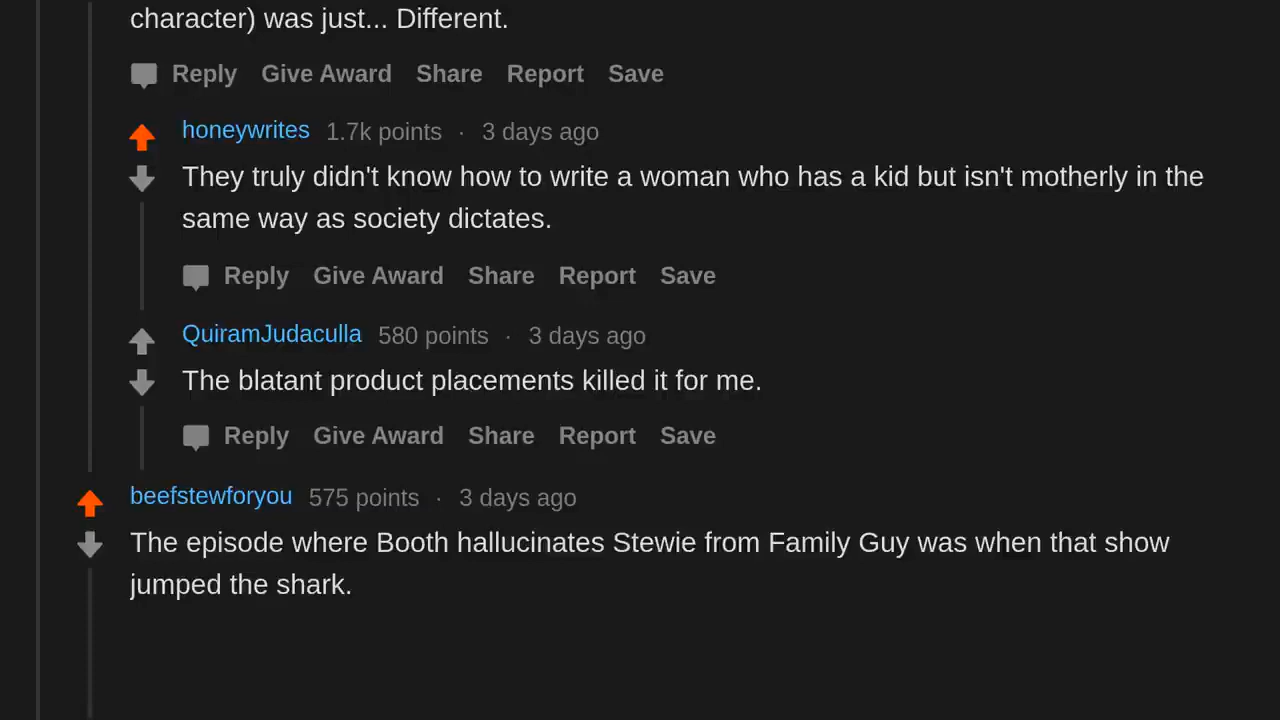 character) was just... Different.
Reply Give Award Share Report Save
honeywrites 1.7k points · 3 days ago
They truly didn't know how to write a woman who has a kid but isn't motherly in the
same way as society dictates.
Reply Give Award Share Report Save
QuiramJudaculla 580 points · 3 days ago
The blatant product placements killed it for me.
Reply Give Award Share Report Save
beefstewforyou 575 points · 3 days ago
The episode where Booth hallucinates Stewie from Family Guy was when that show
jumped the shark.